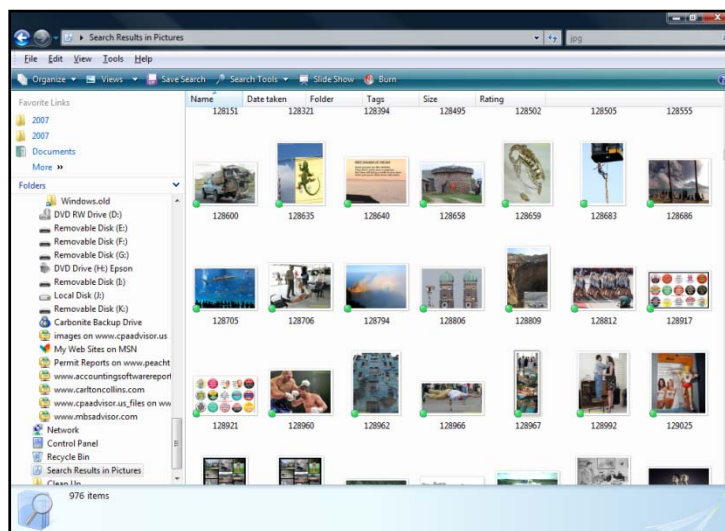 Search Results in Pictures
jpg
File Edit View Tools Help
Organize Views Save Search Search Tools Slide Show Burn
Favorite Links
2007
2007
Documents
More »
Folders
Windows.old
DVD RW Drive (D:)
Removable Disk (E:)
Removable Disk (F:)
Removable Disk (G:)
DVD Drive (H:) Epson
Removable Disk (I:)
Local Disk (J:)
Removable Disk (K:)
Carbonite Backup Drive
images on www.cpaadvisor.us
My Web Sites on MSN
Permit Reports on www.peacht
www.accountingsoftwarereport
www.carltoncollins.com
www.cpaadvisor.us_files on ww
www.mbsadvisor.com
Network
Control Panel
Recycle Bin
Search Results in Pictures
Clean Up
Name Date taken Folder Tags Size Rating
128151 128321 128394 128495 128502 128505 128555
128600 128635 128640 128658 128659 128683 128686
128705 128706 128794 128806 128809 128812 128917
128921 128960 128962 128966 128967 128992 129025
976 items